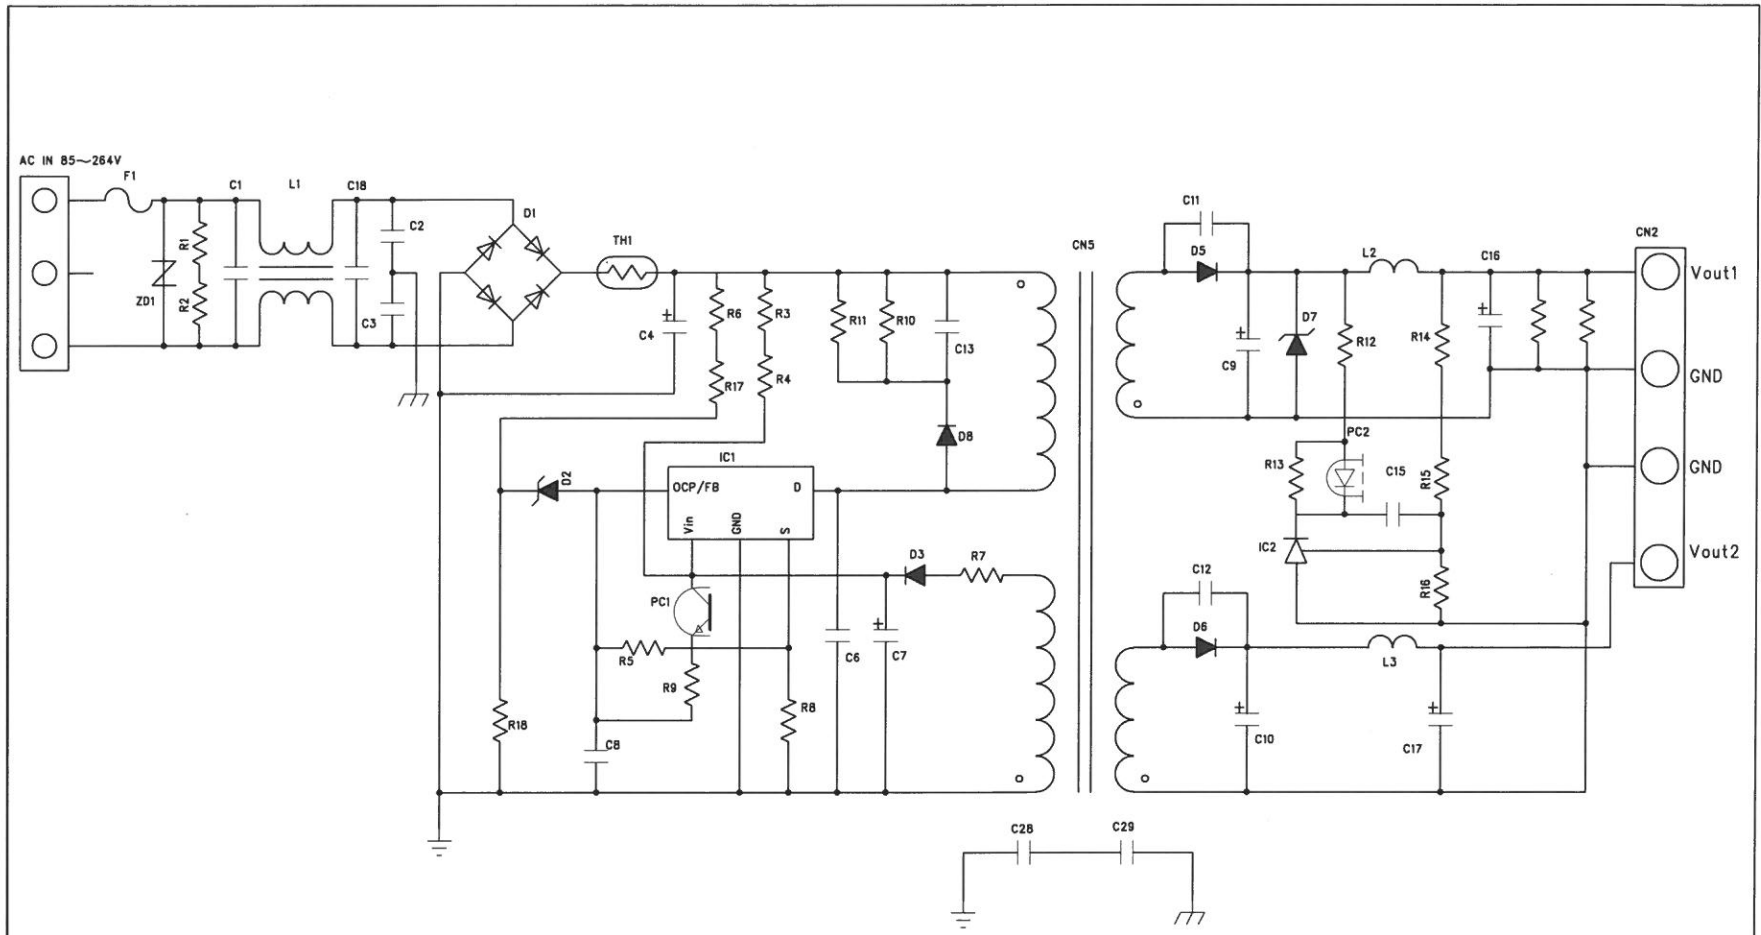 AC IN 85~264V
F1
C1
L1
C18
R1
R2
ZD1
C2
C3
D1
TH1
C4
R6
R3
R17
R4
R11
R10
C13
D8
IC1
OCP/FB
D
Vin
GND
S
D2
PC1
R5
R9
R8
R18
C8
C6
C7
D3
R7
CN5
C11
D5
C9
D7
R12
L2
R14
C16
CN2
Vout1
GND
GND
Vout2
PC2
R13
C15
R15
IC2
R16
C12
D6
L3
C10
C17
C28
C29